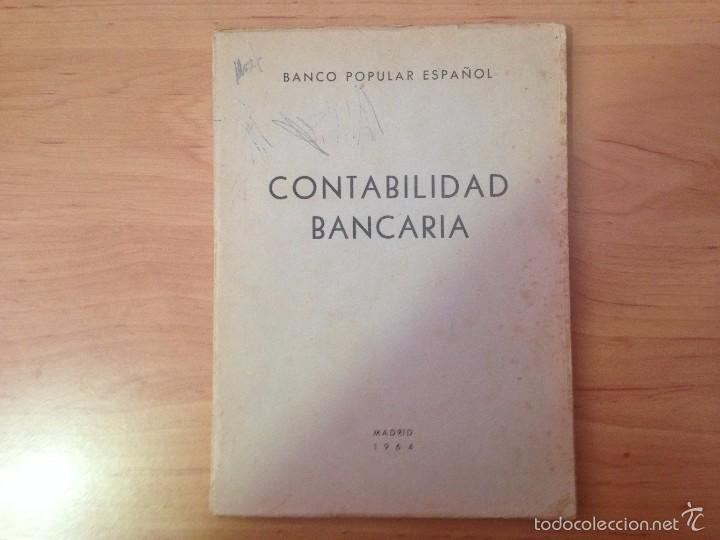 BANCO POPULAR ESPAÑOL
CONTABILIDAD
BANCARIA
MADRID
1964
todocoleccion.net